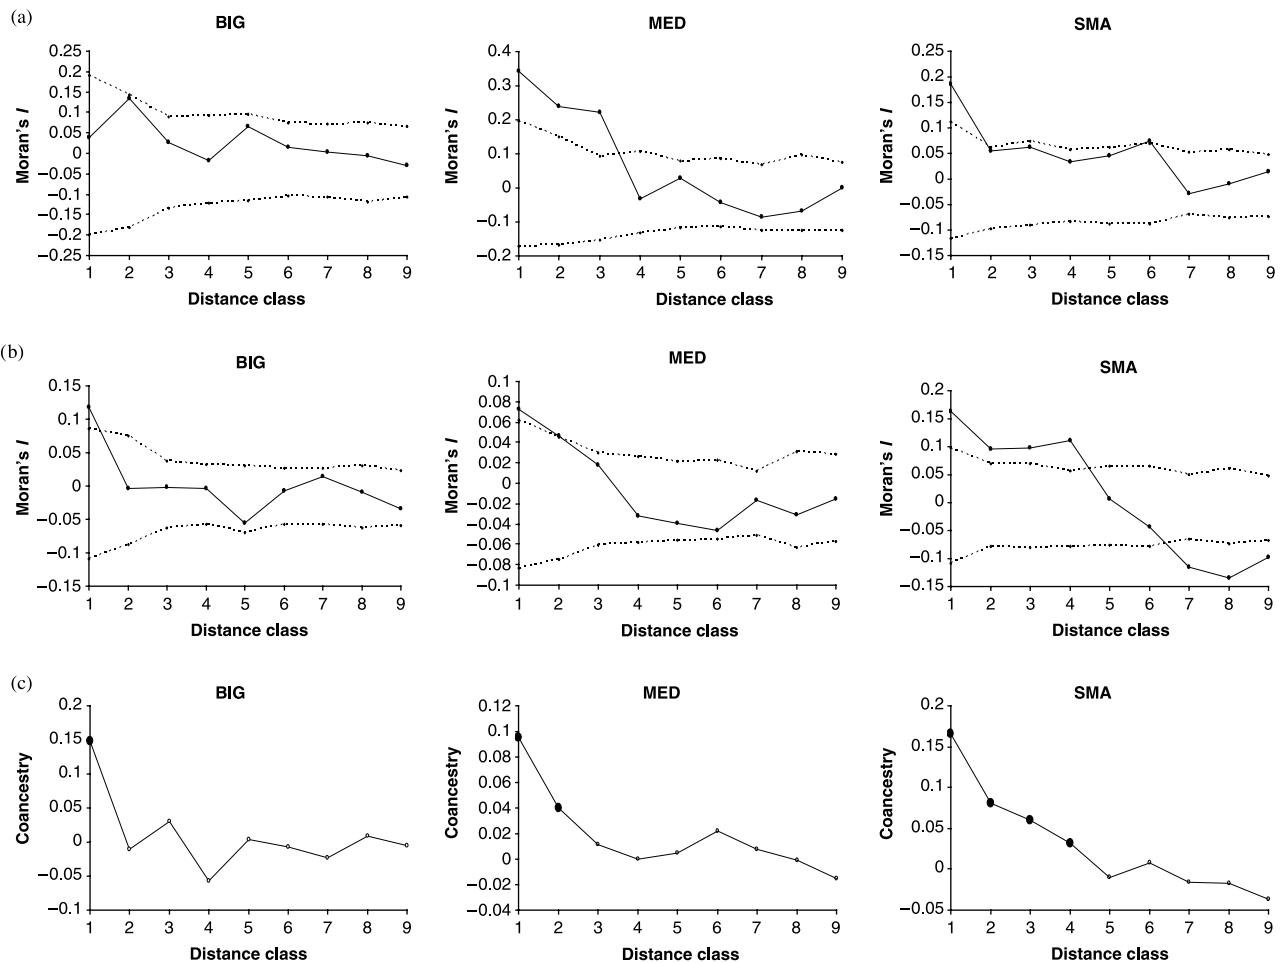 (a)
BIG
MED
SMA
Moran's I
0.25
0.2
0.15
0.1
0.05
0
−0.05
−0.1
−0.15
−0.2
−0.25
1 2 3 4 5 6 7 8 9
Distance class
Moran's I
0.4
0.3
0.2
0.1
0
−0.1
−0.2
1 2 3 4 5 6 7 8 9
Distance class
Moran's I
0.25
0.2
0.15
0.1
0.05
0
−0.05
−0.1
−0.15
1 2 3 4 5 6 7 8 9
Distance class
(b)
BIG
MED
SMA
Moran's I
0.15
0.1
0.05
0
−0.05
−0.1
−0.15
1 2 3 4 5 6 7 8 9
Distance class
Moran's I
0.1
0.08
0.06
0.04
0.02
0
−0.02
−0.04
−0.06
−0.08
−0.1
1 2 3 4 5 6 7 8 9
Distance class
Moran's I
0.2
0.15
0.1
0.05
0
−0.05
−0.1
−0.15
1 2 3 4 5 6 7 8 9
Distance class
(c)
BIG
MED
SMA
Coancestry
0.2
0.15
0.1
0.05
0
−0.05
−0.1
1 2 3 4 5 6 7 8 9
Distance class
Coancestry
0.12
0.1
0.08
0.06
0.04
0.02
0
−0.02
−0.04
1 2 3 4 5 6 7 8 9
Distance class
Coancestry
0.2
0.15
0.1
0.05
0
−0.05
1 2 3 4 5 6 7 8 9
Distance class